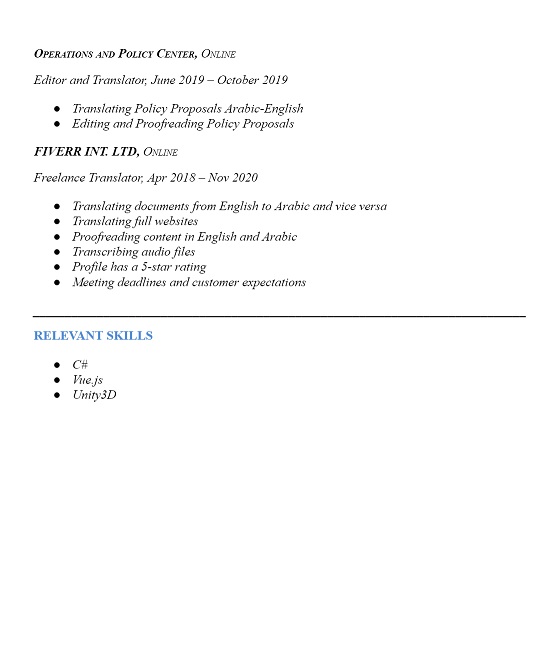 OPERATIONS AND POLICY CENTER, ONLINE
Editor and Translator, June 2019 – October 2019
● Translating Policy Proposals Arabic-English
● Editing and Proofreading Policy Proposals
FIVERR INT. LTD, ONLINE
Freelance Translator, Apr 2018 – Nov 2020
● Translating documents from English to Arabic and vice versa
● Translating full websites
● Proofreading content in English and Arabic
● Transcribing audio files
● Profile has a 5-star rating
● Meeting deadlines and customer expectations
RELEVANT SKILLS
● C#
● Vue.js
● Unity3D